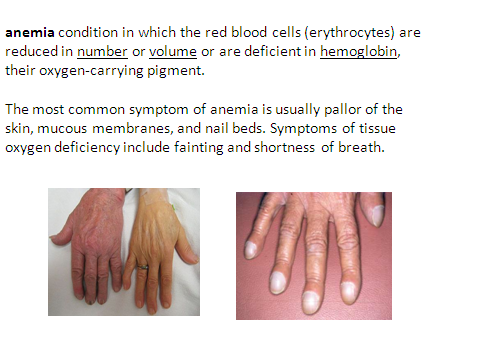 anemia condition in which the red blood cells (erythrocytes) are
reduced in number or volume or are deficient in hemoglobin,
their oxygen-carrying pigment.
The most common symptom of anemia is usually pallor of the
skin, mucous membranes, and nail beds. Symptoms of tissue
oxygen deficiency include fainting and shortness of breath.